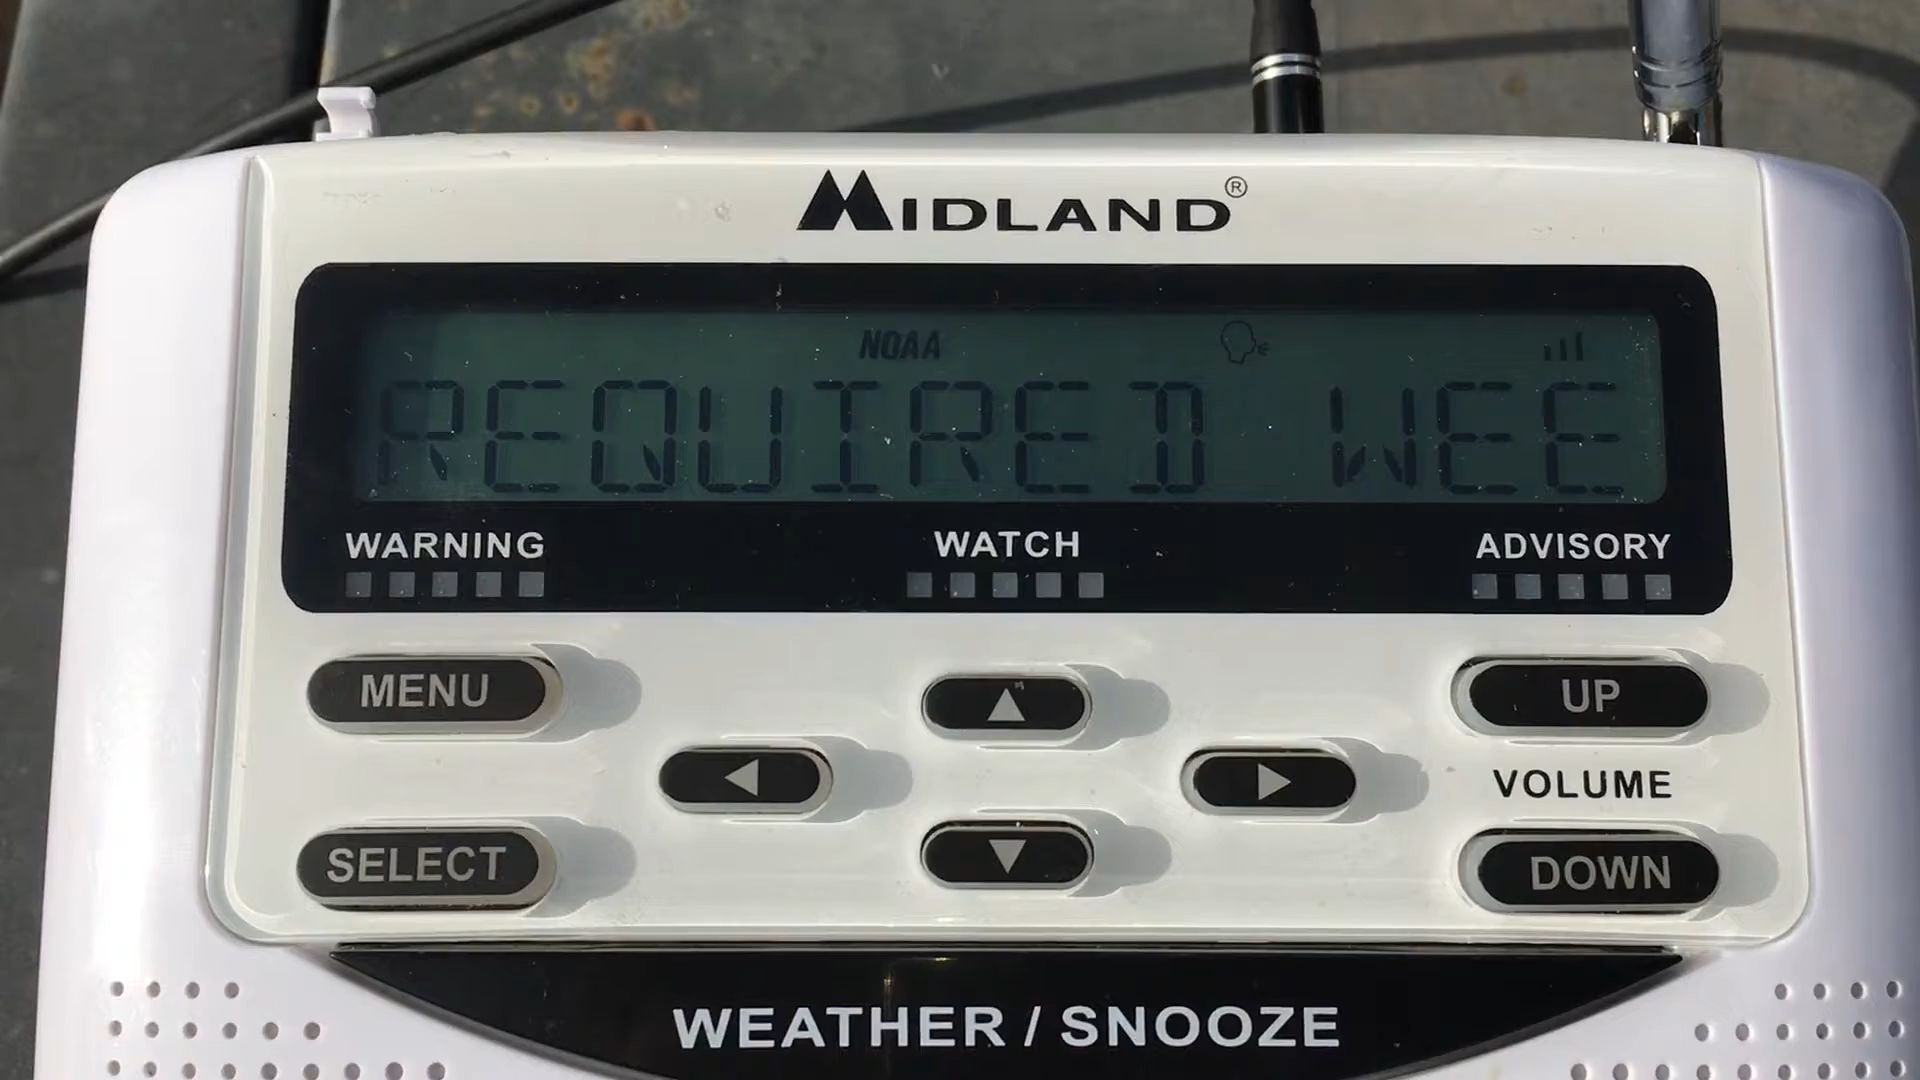 MIDLAND®
NOAA
REQUIRED WEE
WARNING WATCH ADVISORY
MENU
UP
VOLUME
SELECT
DOWN
WEATHER / SNOOZE